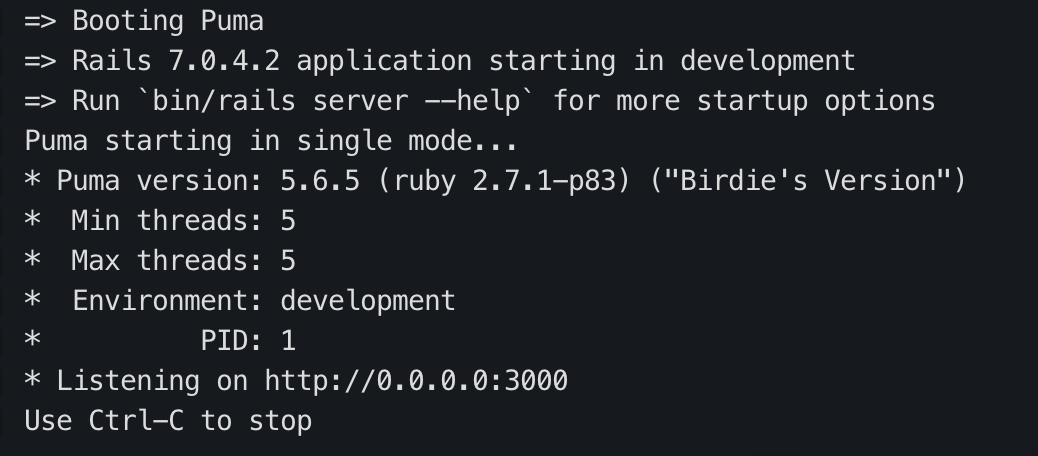 => Booting Puma
=> Rails 7.0.4.2 application starting in development
=> Run `bin/rails server --help` for more startup options
Puma starting in single mode...
* Puma version: 5.6.5 (ruby 2.7.1-p83) ("Birdie's Version")
*  Min threads: 5
*  Max threads: 5
*  Environment: development
*          PID: 1
* Listening on http://0.0.0.0:3000
Use Ctrl-C to stop